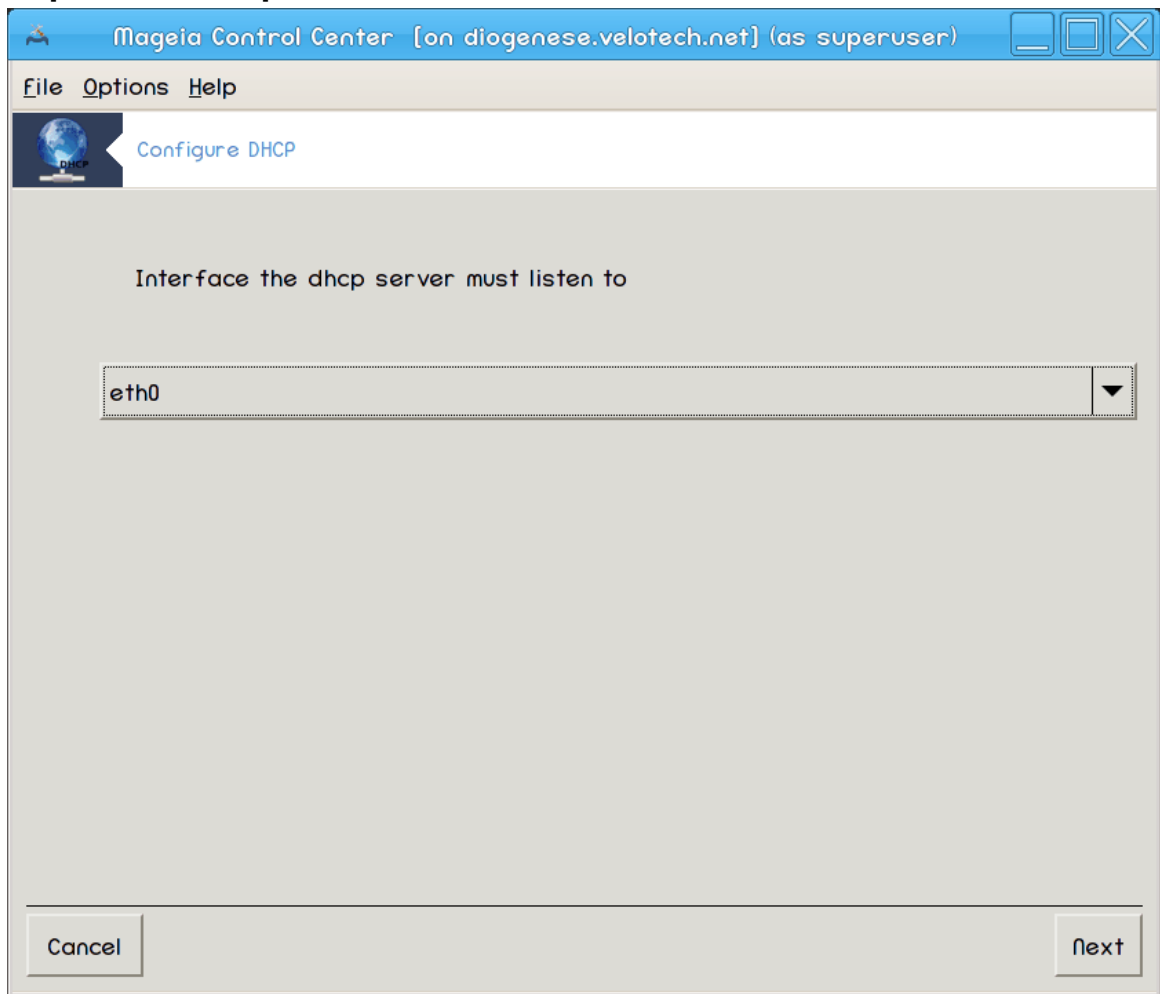 Mageia Control Center [on diogenese.velotech.net] (as superuser)
File Options Help
DHCP
Configure DHCP
Interface the dhcp server must listen to
eth0
Cancel
Next